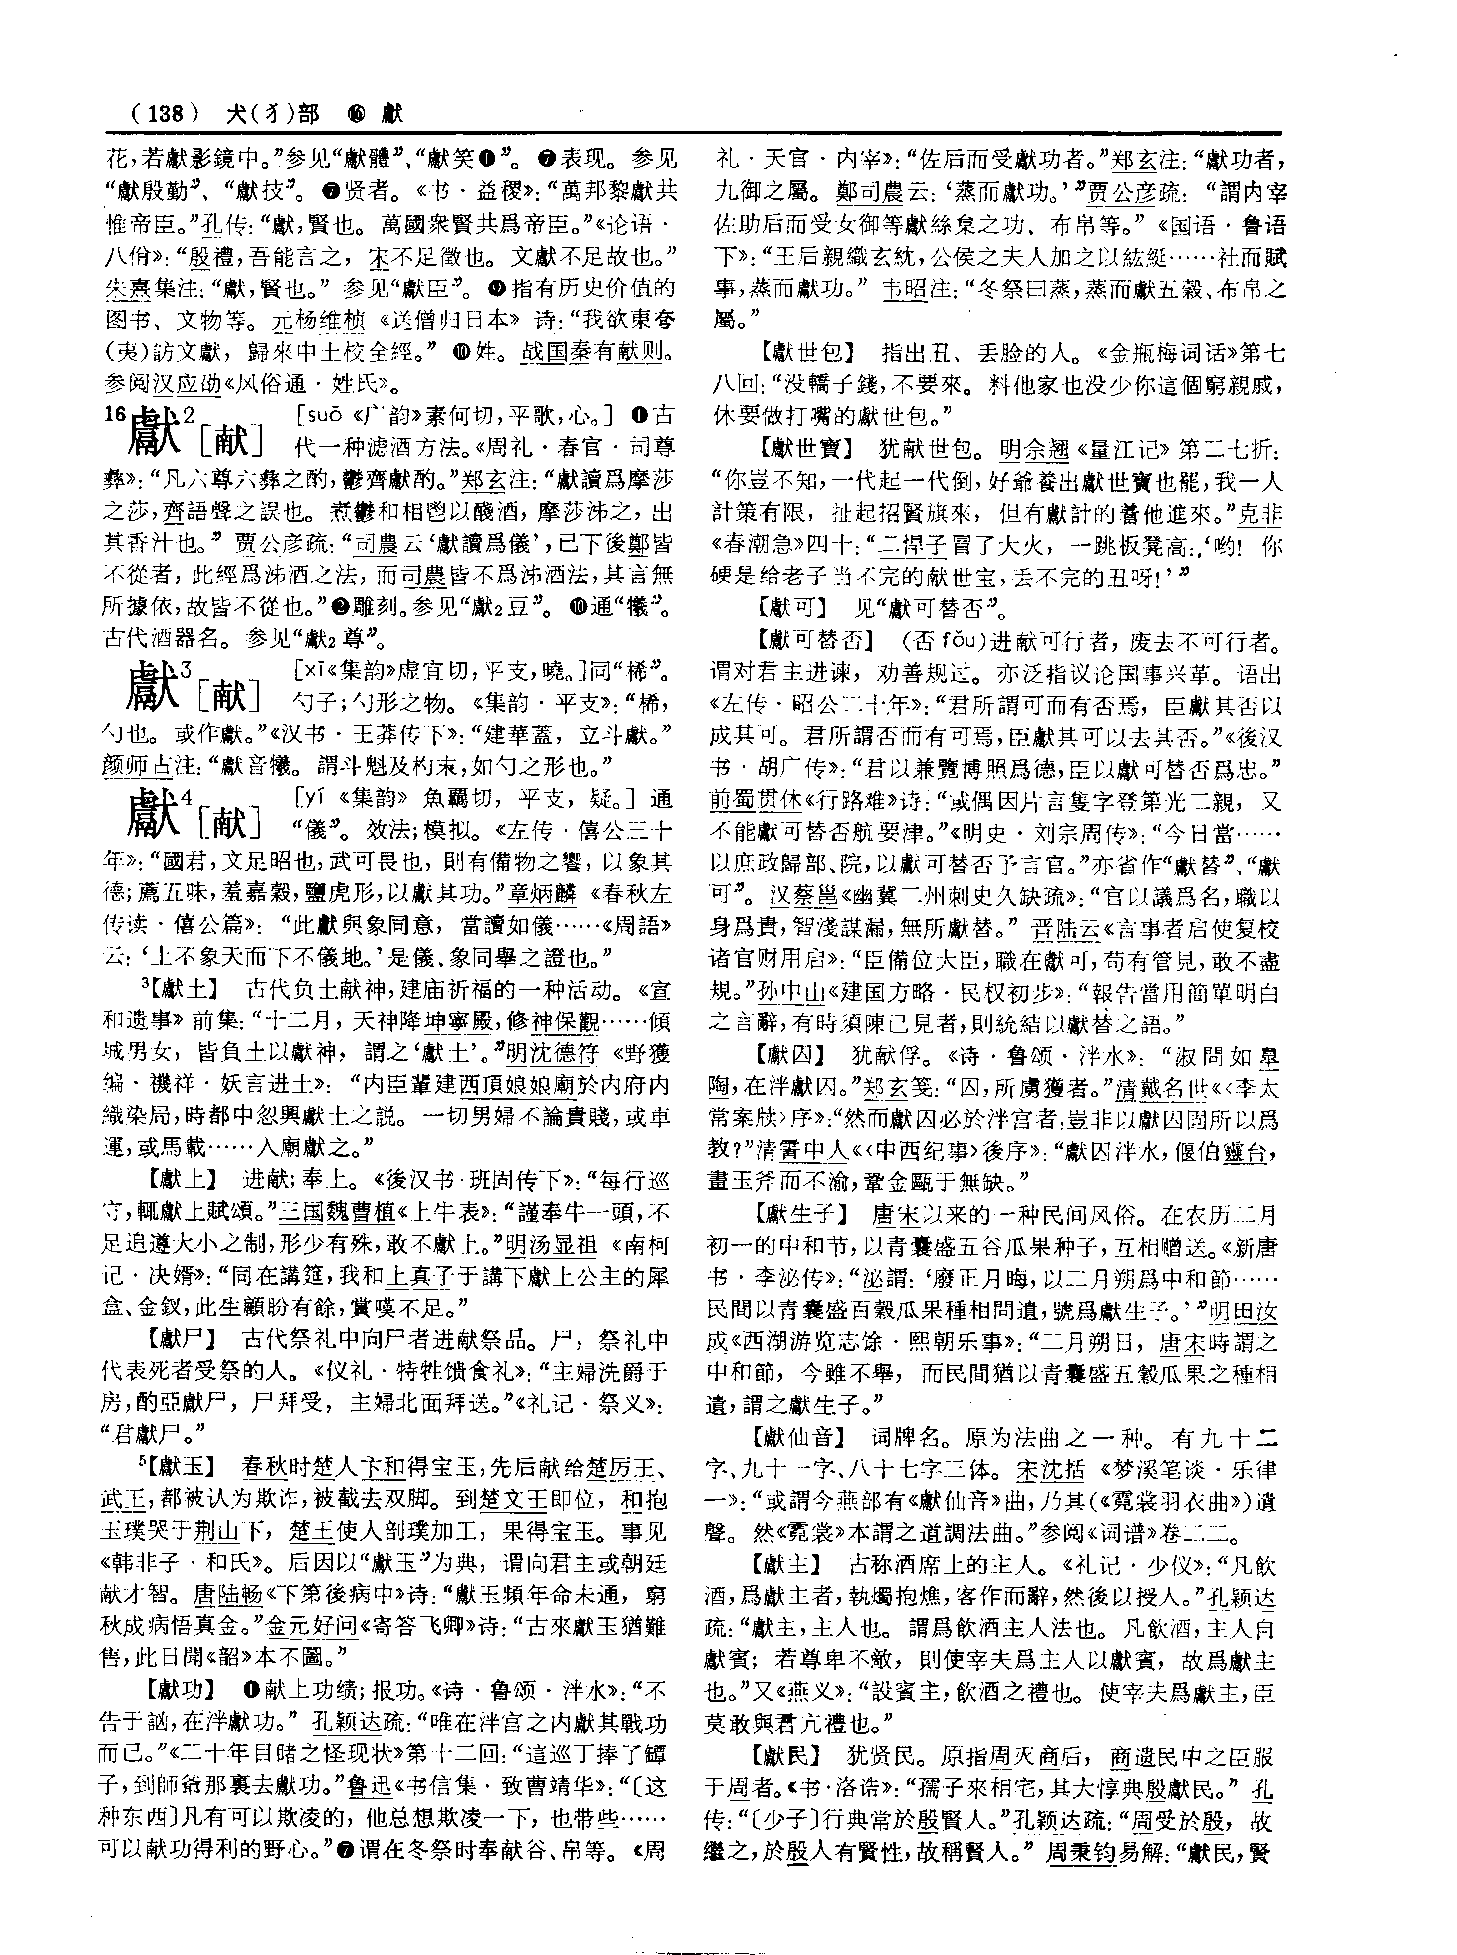 (138) 犬(犭)部 ⓰ 獻
花，若獻影鏡中。”参见“獻體”、“獻笑❶”。 ❼表现。 参见
“獻殷勤”、“獻技”。 ❼贤者。《书·益稷》：“萬邦黎獻共
惟帝臣。”孔传：“獻，賢也。 萬國衆賢共爲帝臣。”《论语·
八佾》：“殷禮，吾能言之， 宋不足徵也。 文獻不足故也。”
朱熹集注：“獻，賢也。” 参见“獻臣”。 ❾指有历史价值的
图书、文物等。 元杨维桢《送僧归日本》诗：“我欲東夸
(夷)訪文獻， 歸來中土校全經。” ❿姓。 战国秦有献则。
参阅汉应劭《风俗通·姓氏》。
16獻2［献］ ［suō《广韵》素何切，平歌，心。］ ❶古
代一种滤酒方法。《周礼·春官·司尊
彝》：“凡六尊六彝之酌，鬱齊獻酌。”郑玄注：“獻讀爲摩莎
之莎，齊語聲之誤也。 煮鬱和相鬯以醆酒，摩莎泲之，出
其香汁也。” 贾公彦疏：“司農云‘獻讀爲儀’，已下後鄭皆
不從者，此經爲泲酒之法，而司農皆不爲泲酒法，其言無
所據依，故皆不從也。”❷雕刻。参见“獻2豆”。 ❿通“犧”。
古代酒器名。 参见“獻2尊”。
獻3［献］ ［xī《集韵》虚宜切，平支，曉。］同“桸”。
勺子；勺形之物。《集韵·平支》：“桸，
勺也。 或作獻。”《汉书·王莽传下》：“建華蓋，立斗獻。”
颜师古注：“獻音犧。 謂斗魁及杓末，如勺之形也。”
獻4［献］ ［yí《集韵》魚羈切，平支，疑。］通
“儀”。 效法；模拟。《左传·僖公三十
年》：“國君，文足昭也，武可畏也，則有備物之饗，以象其
德；薦五味，羞嘉穀，鹽虎形，以獻其功。”章炳麟《春秋左
传读·僖公篇》：“此獻與象同意，當讀如儀……《周語》
云：‘上不象天而下不儀地。’是儀、象同舉之證也。”
3【獻土】 古代负土献神，建庙祈福的一种活动。《宣
和遗事》前集：“十二月，天神降坤寧殿，修神保觀……傾
城男女，皆負土以獻神，謂之‘獻土’。”明沈德符《野獲
编·禨祥·妖言进土》：“内臣輩建西頂娘娘廟於内府内
織染局，時都中忽興獻土之説。 一切男婦不論貴賤，或車
運，或馬載……入廟獻之。”
【獻上】 进献；奉上。《後汉书·班固传下》：“每行巡
守，輒獻上賦頌。”三国魏曹植《上牛表》：“謹奉牛一頭，不
足追遵大小之制，形少有殊，敢不獻上。”明汤显祖《南柯
记·决婿》：“同在講筵，我和上真子于講下獻上公主的犀
盒、金釵，此生顧盼有餘，賞嘆不足。”
【獻尸】 古代祭礼中向尸者进献祭品。 尸，祭礼中
代表死者受祭的人。《仪礼·特牲馈食礼》：“主婦洗爵于
房，酌亞獻尸，尸拜受，主婦北面拜送。”《礼记·祭义》：
“君獻尸。”
5【獻玉】 春秋时楚人卞和得宝玉，先后献给楚厉王、
武王，都被认为欺诈，被截去双脚。 到楚文王即位，和抱
玉璞哭于荆山下，楚王使人剖璞加工，果得宝玉。 事见
《韩非子·和氏》。 后因以“獻玉”为典，谓向君主或朝廷
献才智。 唐陆畅《下第後病中》诗：“獻玉頻年命未通，窮
秋成病悟真金。”金元好问《寄答飞卿》诗：“古來獻玉猶難
售，此日聞《韶》本不圖。”
【獻功】 ❶献上功绩；报功。《诗·鲁颂·泮水》：“不
告于訩，在泮獻功。” 孔颖达疏：“唯在泮宫之内獻其戰功
而已。”《二十年目睹之怪现状》第十二回：“這巡丁捧了罈
子，到師爺那裏去獻功。”鲁迅《书信集·致曹靖华》：“〔这
种东西〕凡有可以欺凌的，他总想欺凌一下，也带些……
可以献功得利的野心。”❼谓在冬祭时奉献谷、帛等。《周
礼·天官·内宰》：“佐后而受獻功者。”郑玄注：“獻功者，
九御之屬。 鄭司農云：‘蒸而獻功。’”贾公彦疏：“謂内宰
佐助后而受女御等獻絲枲之功、布帛等。”《国语·鲁语
下》：“王后親織玄紞，公侯之夫人加之以紘綖……社而賦
事，蒸而獻功。” 韦昭注：“冬祭曰蒸，蒸而獻五穀、布帛之
屬。”
【獻世包】 指出丑、丢脸的人。《金瓶梅词话》第七
八回：“没轎子錢，不要來。 料他家也没少你這個窮親戚，
休要做打嘴的獻世包。”
【獻世寶】 犹献世包。 明佘翘《量江记》第二七折：
“你豈不知，一代起一代倒，好爺養出獻世寶也罷，我一人
計策有限，扯起招賢旗來，但有獻計的着他進來。”克非
《春潮急》四十：“二悍子冒了大火，一跳板凳高：‘哟！你
硬是给老子当不完的献世宝，丢不完的丑呀！’”
【獻可】 见“獻可替否”。
【獻可替否】 (否fǒu)进献可行者，废去不可行者。
谓对君主进谏，劝善规过。 亦泛指议论国事兴革。 语出
《左传·昭公二十年》：“君所謂可而有否焉，臣獻其否以
成其可。 君所謂否而有可焉，臣獻其可以去其否。”《後汉
书·胡广传》：“君以兼覽博照爲德，臣以獻可替否爲忠。”
前蜀贯休《行路难》诗：“或偶因片言隻字登第光二親，又
不能獻可替否航要津。”《明史·刘宗周传》：“今日當……
以庶政歸部、院，以獻可替否予言官。”亦省作“獻替”、“獻
可”。 汉蔡邕《幽冀二州刺史久缺疏》：“官以議爲名，職以
身爲貴，智淺謀漏，無所獻替。” 晋陆云《言事者启使复校
诸官财用启》：“臣備位大臣，職在獻可，苟有管見，敢不盡
規。”孙中山《建国方略·民权初步》：“報告當用簡單明白
之言辭，有時須陳己見者，則統結以獻替之語。”
【獻囚】 犹献俘。《诗·鲁颂·泮水》：“淑問如皐
陶，在泮獻囚。”郑玄笺：“囚，所虜獲者。”清戴名世《〈李太
常案牍〉序》：“然而獻囚必於泮宫者，豈非以獻囚固所以爲
教？”清霅中人《〈中西纪事〉後序》：“獻囚泮水，偃伯靈台，
畫玉斧而不渝，鞏金甌于無缺。”
【獻生子】 唐宋以来的一种民间风俗。 在农历二月
初一的中和节，以青囊盛五谷瓜果种子，互相赠送。《新唐
书·李泌传》：“泌謂：‘廢正月晦，以二月朔爲中和節……
民間以青囊盛百穀瓜果種相問遺，號爲獻生子。’”明田汝
成《西湖游览志馀·熙朝乐事》：“二月朔日，唐宋時謂之
中和節，今雖不舉，而民間猶以青囊盛五穀瓜果之種相
遺，謂之獻生子。”
【獻仙音】 词牌名。 原为法曲之一种。 有九十二
字、九十一字、八十七字三体。 宋沈括《梦溪笔谈·乐律
一》：“或謂今燕部有《獻仙音》曲，乃其(《霓裳羽衣曲》)遺
聲。 然《霓裳》本謂之道調法曲。”参阅《词谱》卷二二。
【獻主】 古称酒席上的主人。《礼记·少仪》：“凡飲
酒，爲獻主者，執燭抱燋，客作而辭，然後以授人。”孔颖达
疏：“獻主，主人也。 謂爲飲酒主人法也。 凡飲酒，主人自
獻賓；若尊卑不敵，則使宰夫爲主人以獻賓，故爲獻主
也。”又《燕义》：“設賓主，飲酒之禮也。 使宰夫爲獻主，臣
莫敢與君亢禮也。”
【獻民】 犹贤民。 原指周灭商后，商遗民中之臣服
于周者。《书·洛诰》：“孺子來相宅，其大惇典殷獻民。” 孔
传：“〔少子〕行典常於殷賢人。”孔颖达疏：“周受於殷，故
繼之，於殷人有賢性，故稱賢人。” 周秉钧易解：“獻民，賢